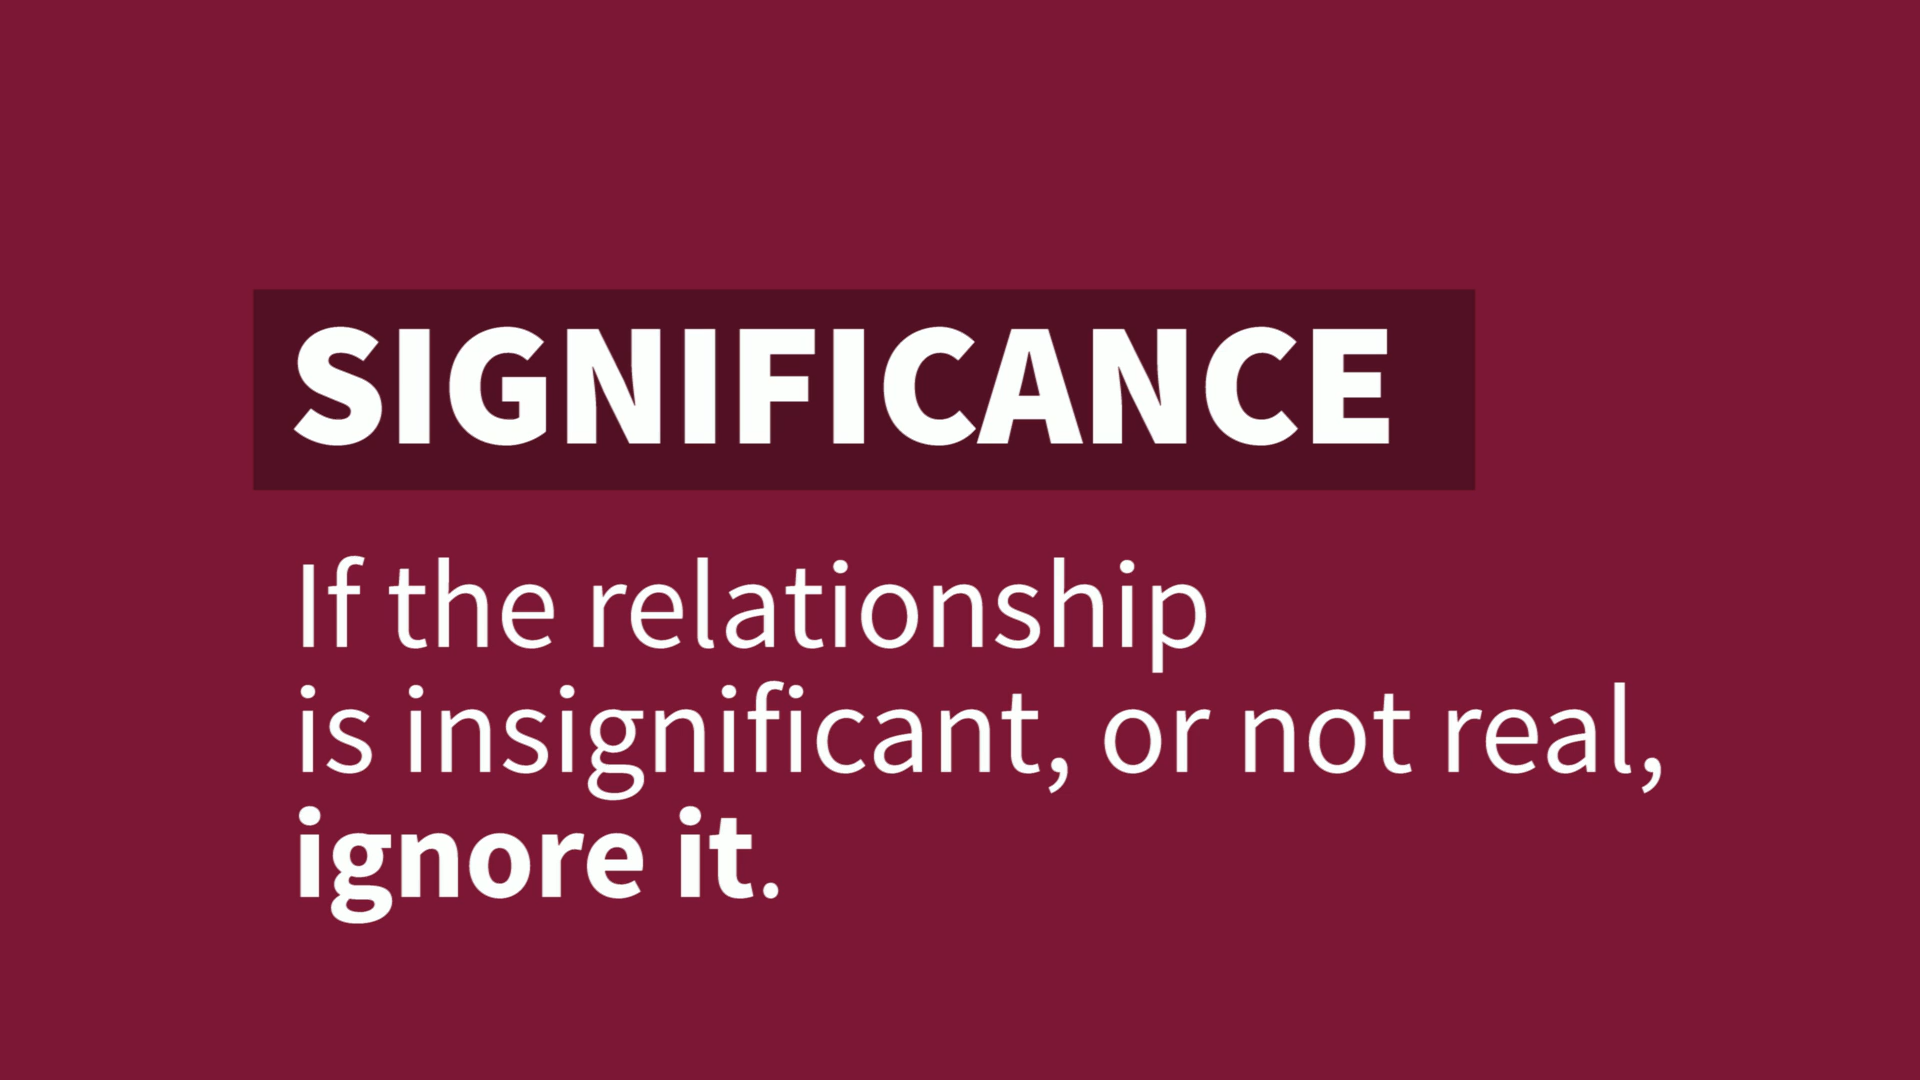 SIGNIFICANCE
If the relationship
is insignificant, or not real,
ignore it.